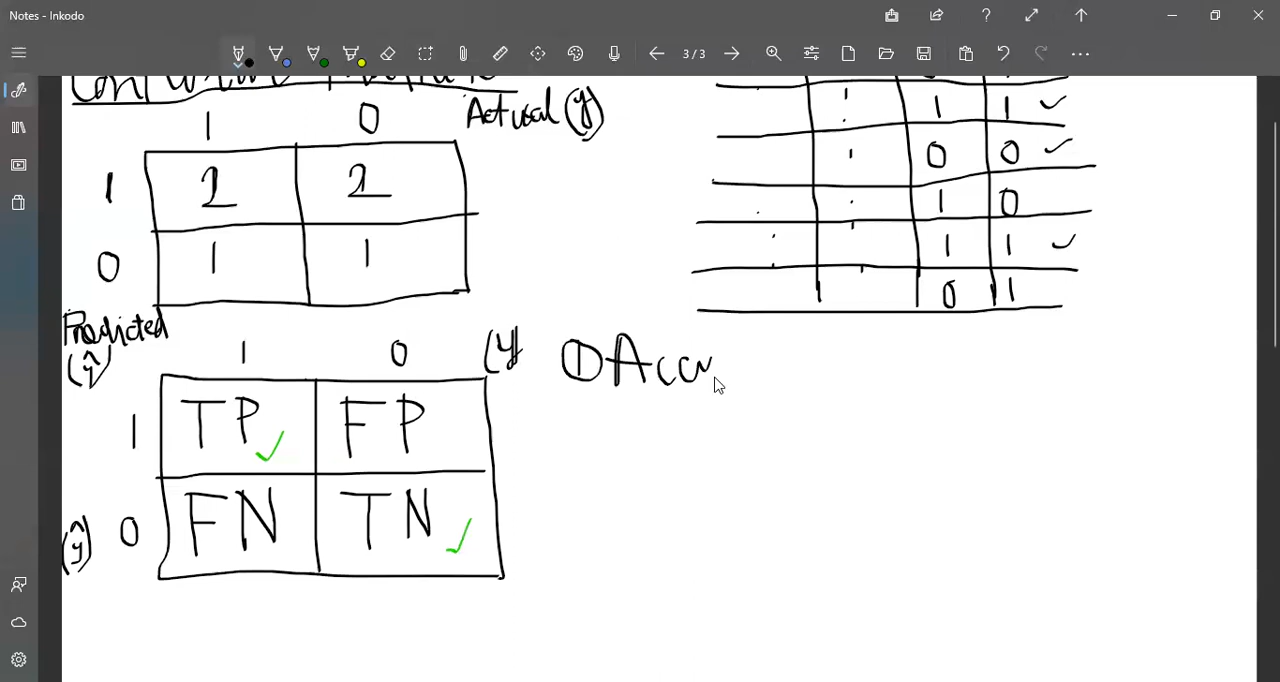 Notes - Inkodo
3/3
Actual (y)
1 0
1 2 2
0 1 1
Predicted
(ŷ)
1 0 (y
1 TP FP
(ŷ) 0 FN TN
1 1
0 0
1 0
1 1
0 1
① Accu